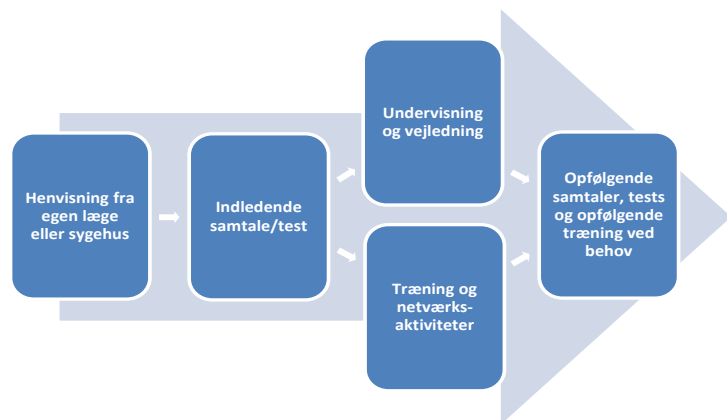 Henvisning fra
egen læge
eller sygehus
Indledende
samtale/test
Undervisning
og vejledning
Træning og
netværks-
aktiviteter
Opfølgende
samtaler, tests
og opfølgende
træning ved
behov